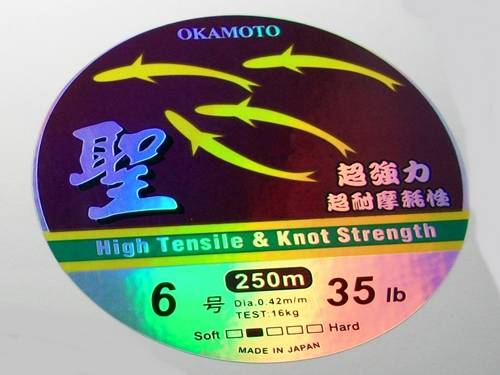 OKAMOTO
聖
超強力
超耐摩耗性
High Tensile & Knot Strength
6 号 250m 35 lb
Dia.0.42m/m
TEST:16kg
Soft Hard
MADE IN JAPAN